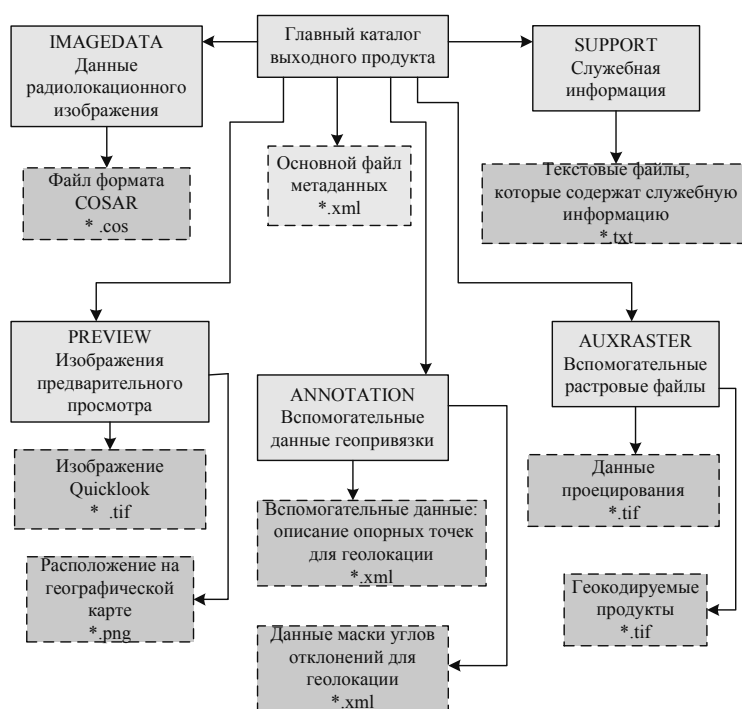 IMAGEDATA
Данные
радиолокационного
изображения
Главный каталог
выходного продукта
SUPPORT
Служебная
информация
Файл формата
COSAR
* .cos
Основной файл
метаданных
*.xml
Текстовые файлы,
которые содержат служебную
информацию
*.txt
PREVIEW
Изображения
предварительного
просмотра
ANNOTATION
Вспомогательные
данные геопривязки
AUXRASTER
Вспомогательные
растровые файлы
Изображение
Quicklook
* .tif
Вспомогательные данные:
описание опорных точек
для геолокации
*.xml
Данные
проецирования
*.tif
Расположение на
географической
карте
*.png
Данные маски углов
отклонений для
геолокации
*.xml
Геокодируемые
продукты
*.tif